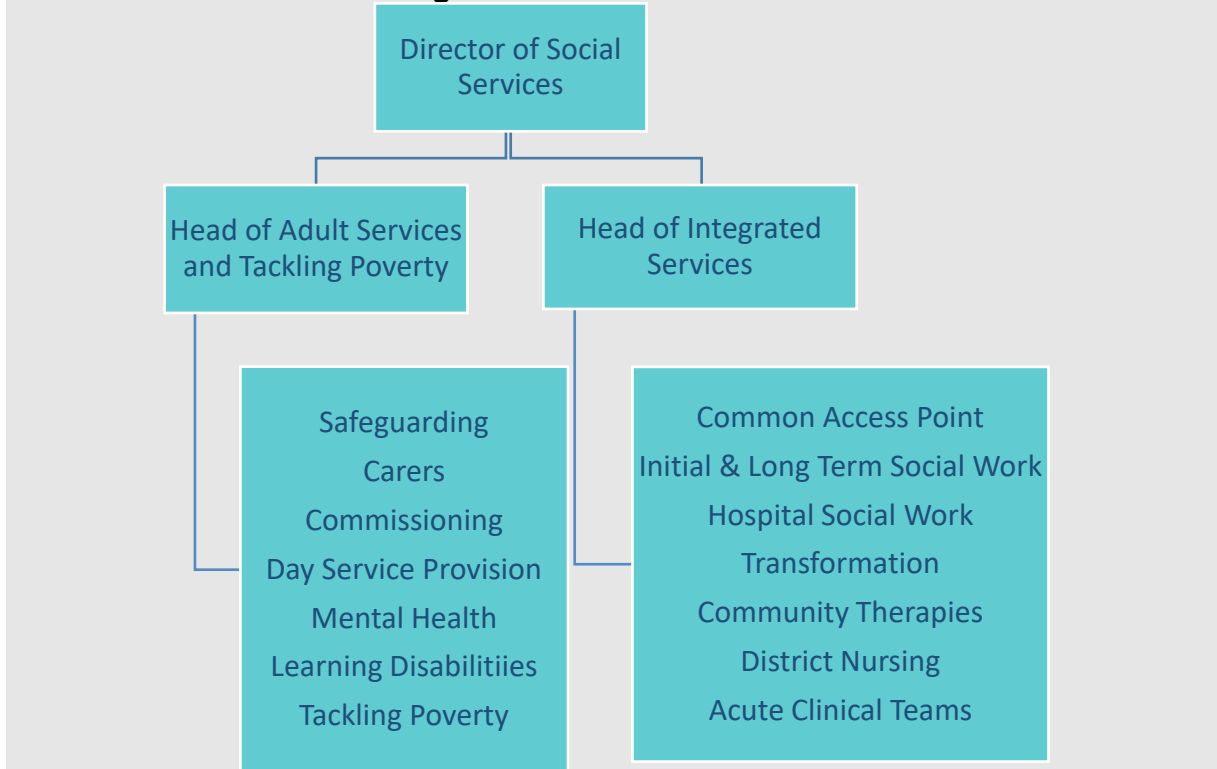 Director of Social
Services
Head of Adult Services
and Tackling Poverty
Head of Integrated
Services
Safeguarding
Carers
Commissioning
Day Service Provision
Mental Health
Learning Disabilitiies
Tackling Poverty
Common Access Point
Initial & Long Term Social Work
Hospital Social Work
Transformation
Community Therapies
District Nursing
Acute Clinical Teams